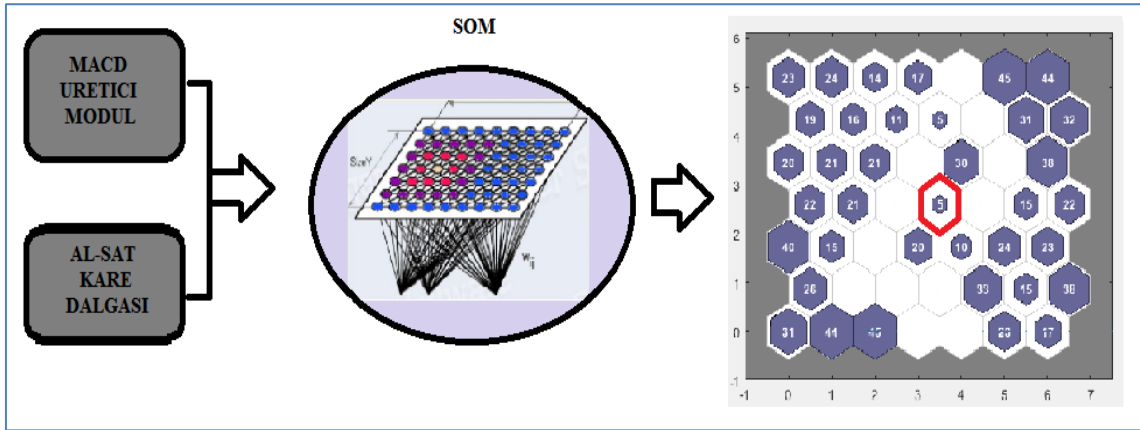 SOM
MACD
URETICI
MODUL
AL-SAT
KARE
DALGASI
SizeY
6
5
4
3
2
1
0
-1
23 24 14 17 45 44
19 16 11 5 31 32
20 21 21 30 38
22 21 5 15 22
40 15 20 10 24 23
26 33 15 38
31 44 45 17
-1 0 1 2 3 4 5 6 7